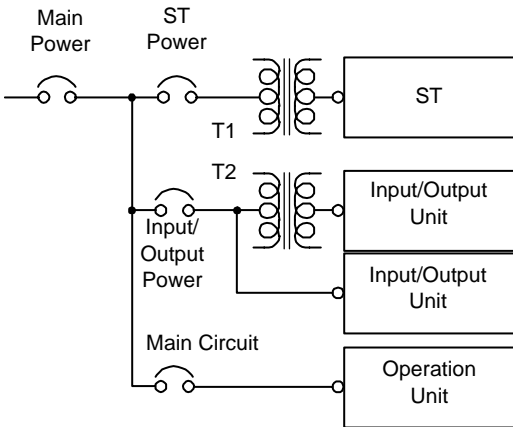 Main
Power
ST
Power
T1
ST
T2
Input/Output
Unit
Input/
Output
Power
Input/Output
Unit
Main Circuit
Operation
Unit